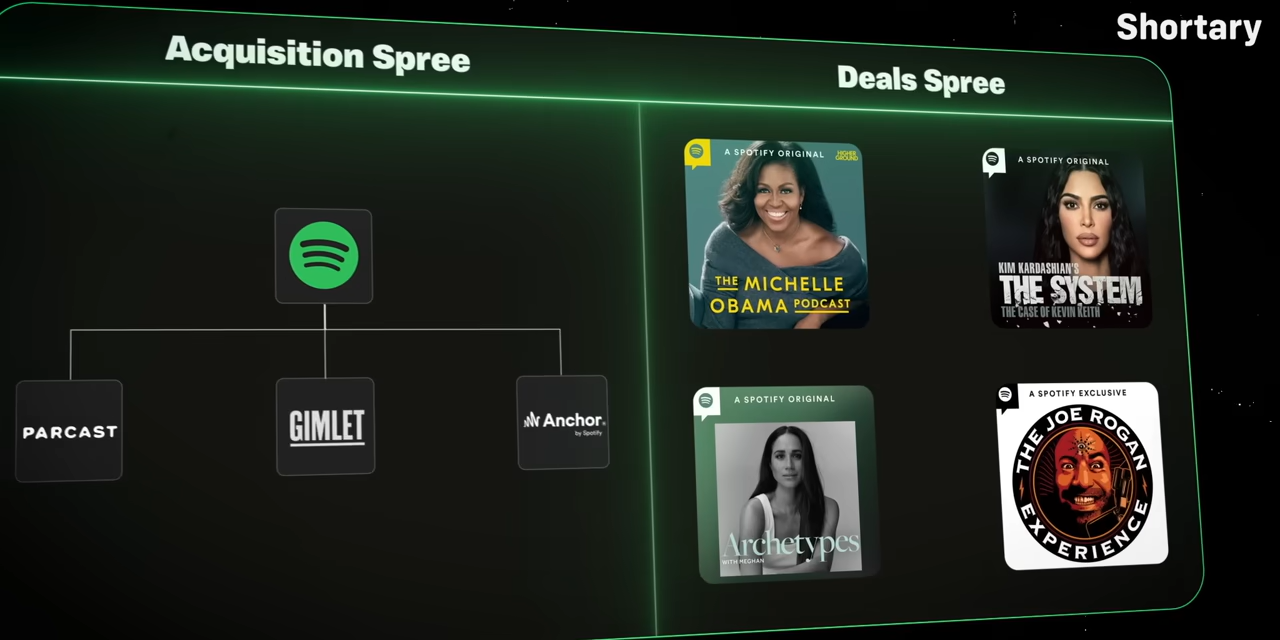 Shortary
Acquisition Spree
Deals Spree
PARCAST
GIMLET
Anchor
by Spotify
A SPOTIFY ORIGINAL
HIGHER
GROUND
THE MICHELLE
OBAMA PODCAST
A SPOTIFY ORIGINAL
KIM KARDASHIAN'S
THE SYSTEM
THE CASE OF KEVIN KEITH
A SPOTIFY ORIGINAL
Archetypes
WITH MEGHAN
A SPOTIFY EXCLUSIVE
THE JOE ROGAN
EXPERIENCE